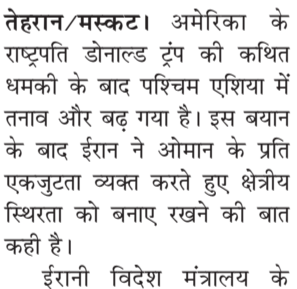 तेहरान/मस्कट। अमेरिका के
राष्ट्रपति डोनाल्ड ट्रंप की कथित
धमकी के बाद पश्चिम एशिया में
तनाव और बढ़ गया है। इस बयान
के बाद ईरान ने ओमान के प्रति
एकजुटता व्यक्त करते हुए क्षेत्रीय
स्थिरता को बनाए रखने की बात
कही है।
ईरानी विदेश मंत्रालय के